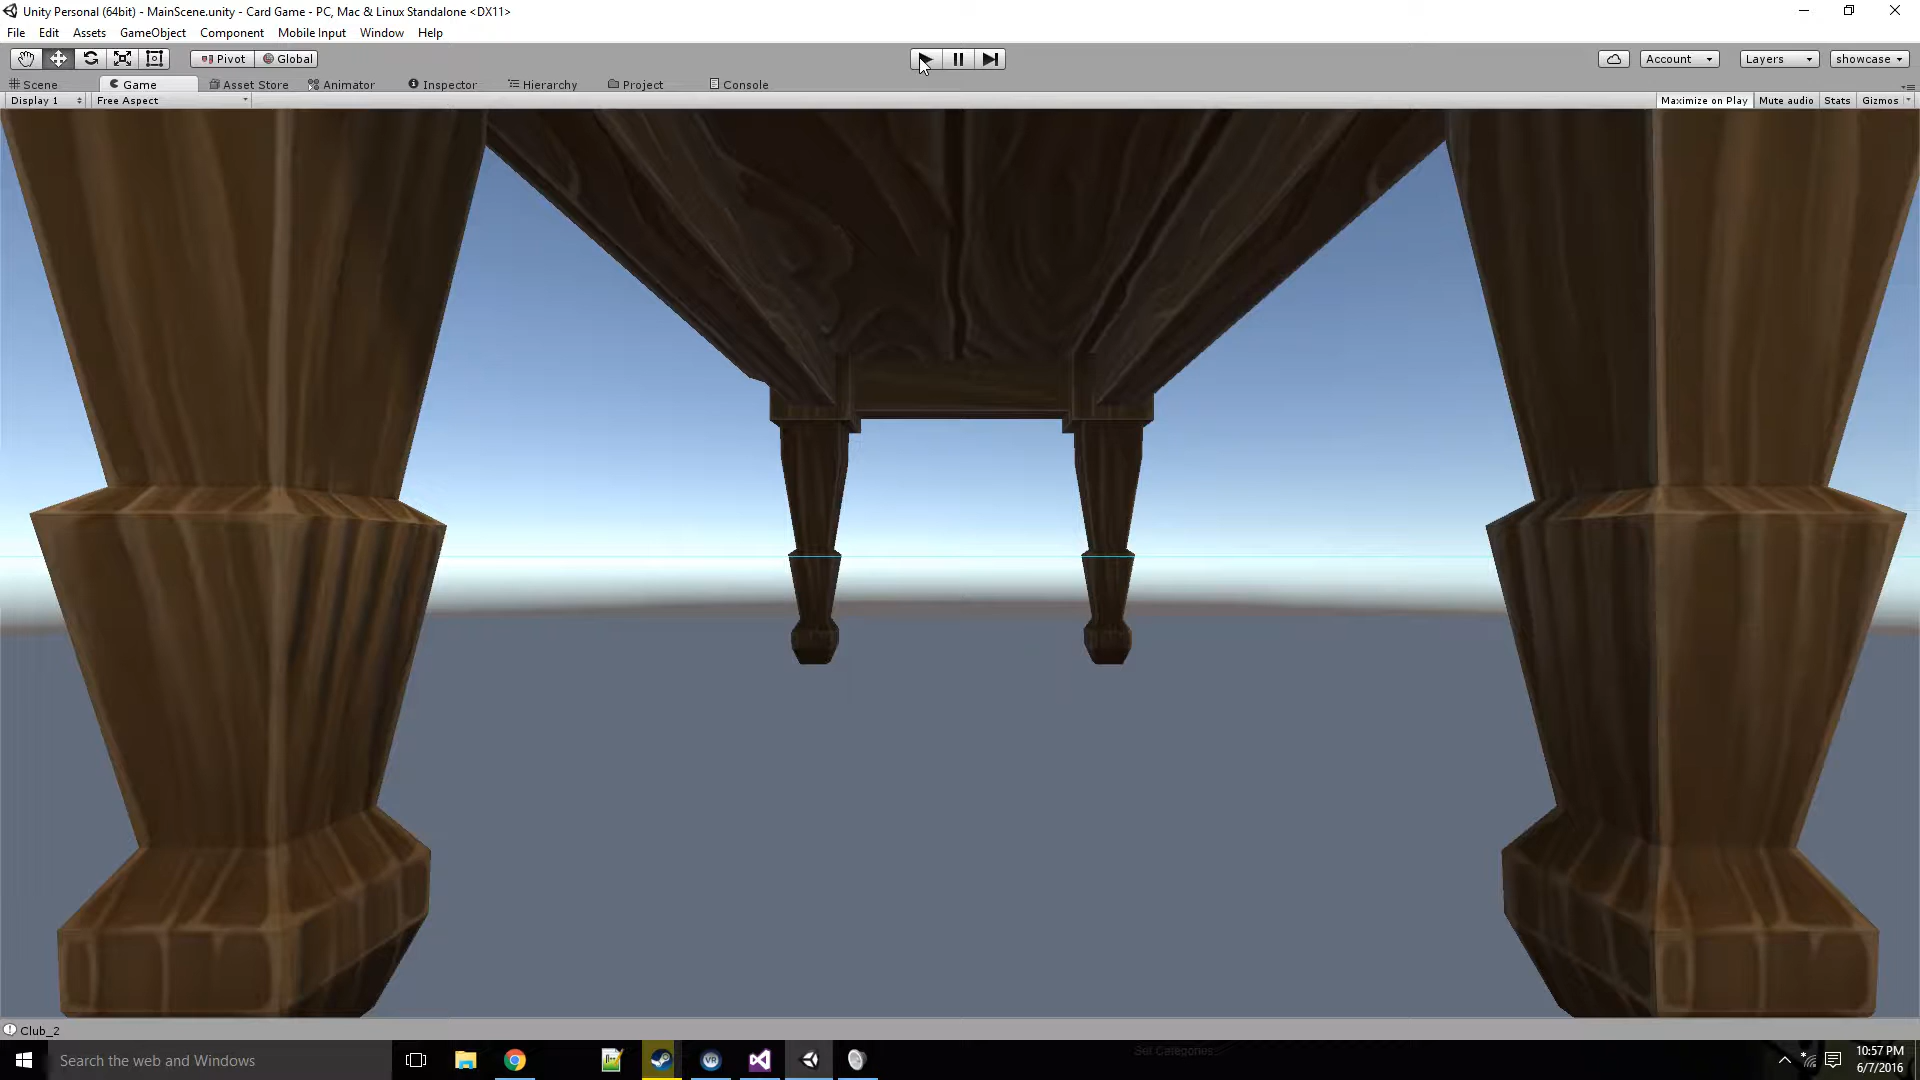 Unity Personal (64bit) - MainScene.unity - Card Game - PC, Mac & Linux Standalone <DX11>
File Edit Assets GameObject Component Mobile Input Window Help
Pivot Global Account Layers showcase
Scene Game Asset Store Animator Inspector Hierarchy Project Console
Display 1 Free Aspect Maximize on Play Mute audio Stats Gizmos
Club_2
Search the web and Windows
VR
Set Categories...
10:57 PM
6/7/2016